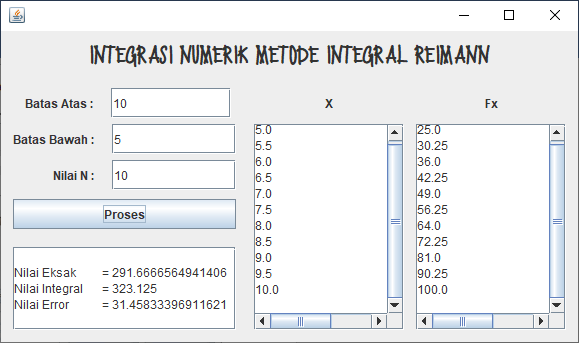 INTEGRASI NUMERIK METODE INTEGRAL REIMANN
Batas Atas : 10
Batas Bawah : 5
Nilai N : 10
Proses
Nilai Eksak = 291.6666564941406
Nilai Integral = 323.125
Nilai Error = 31.45833396911621
X
5.0
5.5
6.0
6.5
7.0
7.5
8.0
8.5
9.0
9.5
10.0
Fx
25.0
30.25
36.0
42.25
49.0
56.25
64.0
72.25
81.0
90.25
100.0